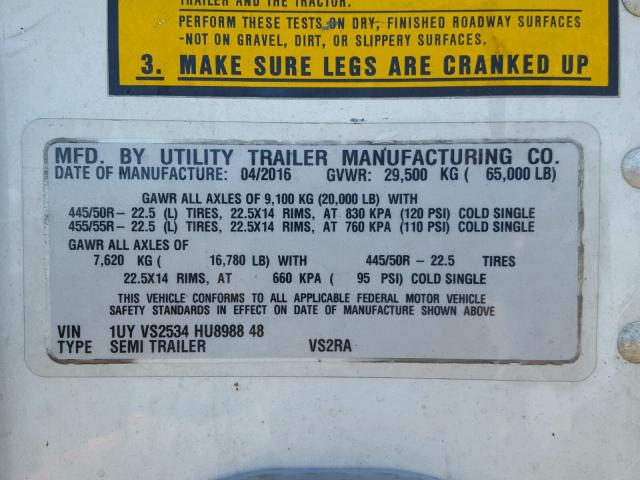 TRAILER AND THE TRACTOR.
PERFORM THESE TESTS ON DRY, FINISHED ROADWAY SURFACES
-NOT ON GRAVEL, DIRT, OR SLIPPERY SURFACES.
3. MAKE SURE LEGS ARE CRANKED UP
MFD. BY UTILITY TRAILER MANUFACTURING CO.
DATE OF MANUFACTURE: 04/2016 GVWR: 29,500 KG ( 65,000 LB)
GAWR ALL AXLES OF 9,100 KG (20,000 LB) WITH
445/50R- 22.5 (L) TIRES, 22.5X14 RIMS, AT 830 KPA (120 PSI) COLD SINGLE
455/55R- 22.5 (L) TIRES, 22.5X14 RIMS, AT 760 KPA (110 PSI) COLD SINGLE
GAWR ALL AXLES OF
7,620 KG ( 16,780 LB) WITH 445/50R- 22.5 TIRES
22.5X14 RIMS, AT 660 KPA ( 95 PSI) COLD SINGLE
THIS VEHICLE CONFORMS TO ALL APPLICABLE FEDERAL MOTOR VEHICLE
SAFETY STANDARDS IN EFFECT ON DATE OF MANUFACTURE SHOWN ABOVE
VIN 1UY VS2534 HU8988 48
TYPE SEMI TRAILER VS2RA